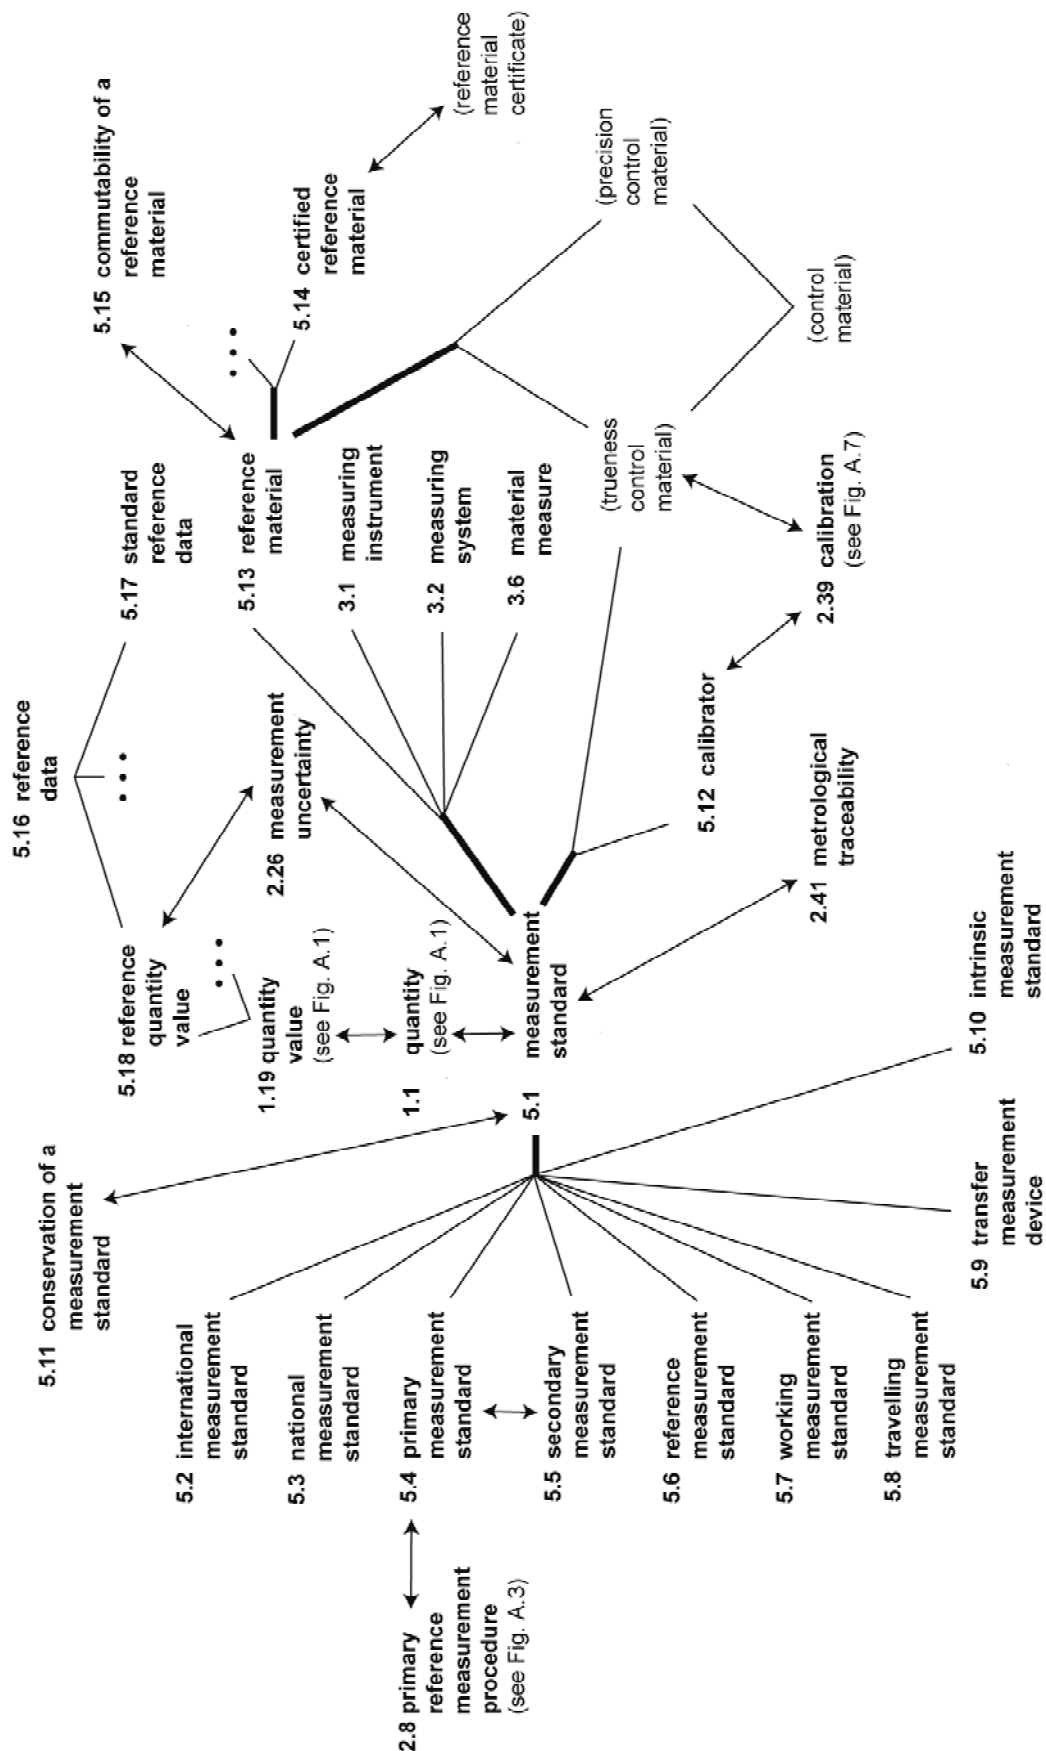 5.16 reference
data
5.17 standard
reference
data
5.15 commutability of a
reference
material
5.11 conservation of a
measurement
standard
5.18 reference
quantity
value
• • •
• • •
• • •
5.14 certified
reference
material
(reference
material
certificate)
1.19 quantity
value
(see Fig. A.1)
2.26 measurement
uncertainty
5.13 reference
material
3.1 measuring
instrument
3.2 measuring
system
3.6 material
measure
1.1 quantity
(see Fig. A.1)
5.1 measurement
standard
5.2 international
measurement
standard
5.3 national
measurement
standard
2.8 primary
reference
measurement
procedure
(see Fig. A.3)
5.4 primary
measurement
standard
5.5 secondary
measurement
standard
5.6 reference
measurement
standard
5.7 working
measurement
standard
5.8 travelling
measurement
standard
5.9 transfer
measurement
device
5.10 intrinsic
measurement
standard
2.41 metrological
traceability
5.12 calibrator
2.39 calibration
(see Fig. A.7)
(trueness
control
material)
(precision
control
material)
(control
material)